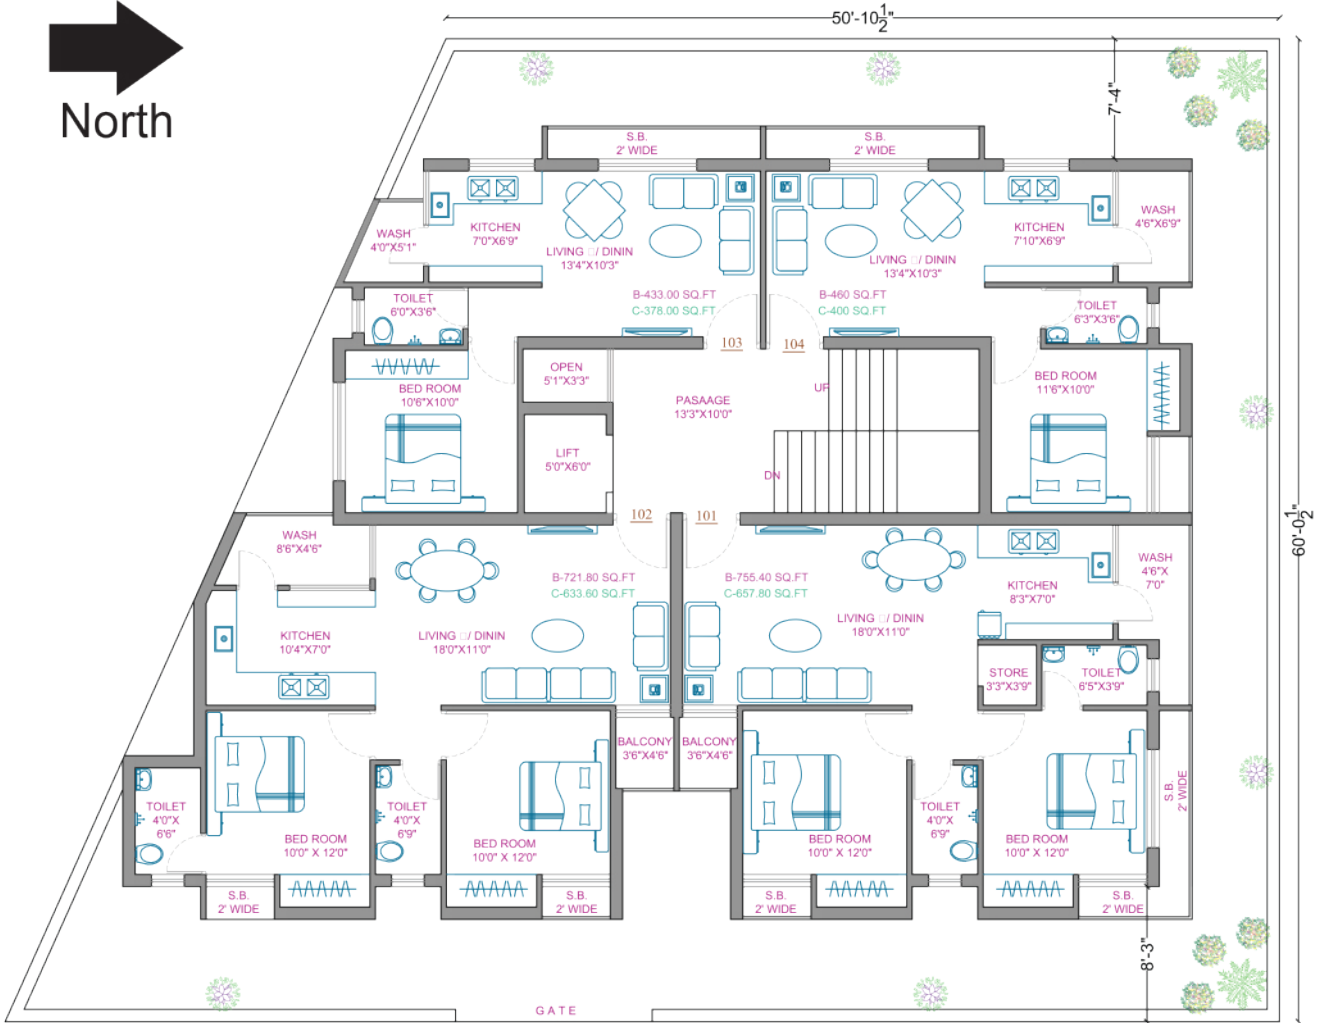 North
50'-10 1/2"
7'-4"
60'-0 1/2"
8'-3"
S.B.
2' WIDE
S.B.
2' WIDE
WASH
4'0"X5'1"
KITCHEN
7'0"X6'9"
LIVING □/ DININ
13'4"X10'3"
LIVING □/ DININ
13'4"X10'3"
KITCHEN
7'10"X6'9"
WASH
4'6"X6'9"
B-433.00 SQ.FT
C-378.00 SQ.FT
B-460 SQ.FT
C-400 SQ.FT
TOILET
6'0"X3'6"
TOILET
6'3"X3'6"
103
104
OPEN
5'1"X3'3"
BED ROOM
10'6"X10'0"
PASAAGE
13'3"X10'0"
UP
BED ROOM
11'6"X10'0"
LIFT
5'0"X6'0"
DN
102
101
WASH
8'6"X4'6"
B-721.80 SQ.FT
C-633.60 SQ.FT
B-755.40 SQ.FT
C-657.80 SQ.FT
WASH
4'6"X
7'0"
KITCHEN
8'3"X7'0"
KITCHEN
10'4"X7'0"
LIVING □/ DININ
18'0"X11'0"
LIVING □/ DININ
18'0"X11'0"
STORE
3'3"X3'9"
TOILET
6'5"X3'9"
BALCONY
3'6"X4'6"
BALCONY
3'6"X4'6"
S.B.
2' WIDE
TOILET
4'0"X
6'6"
BED ROOM
10'0" X 12'0"
TOILET
4'0"X
6'9"
BED ROOM
10'0" X 12'0"
BED ROOM
10'0" X 12'0"
TOILET
4'0"X
6'9"
BED ROOM
10'0" X 12'0"
S.B.
2' WIDE
S.B.
2' WIDE
S.B.
2' WIDE
S.B.
2' WIDE
GATE